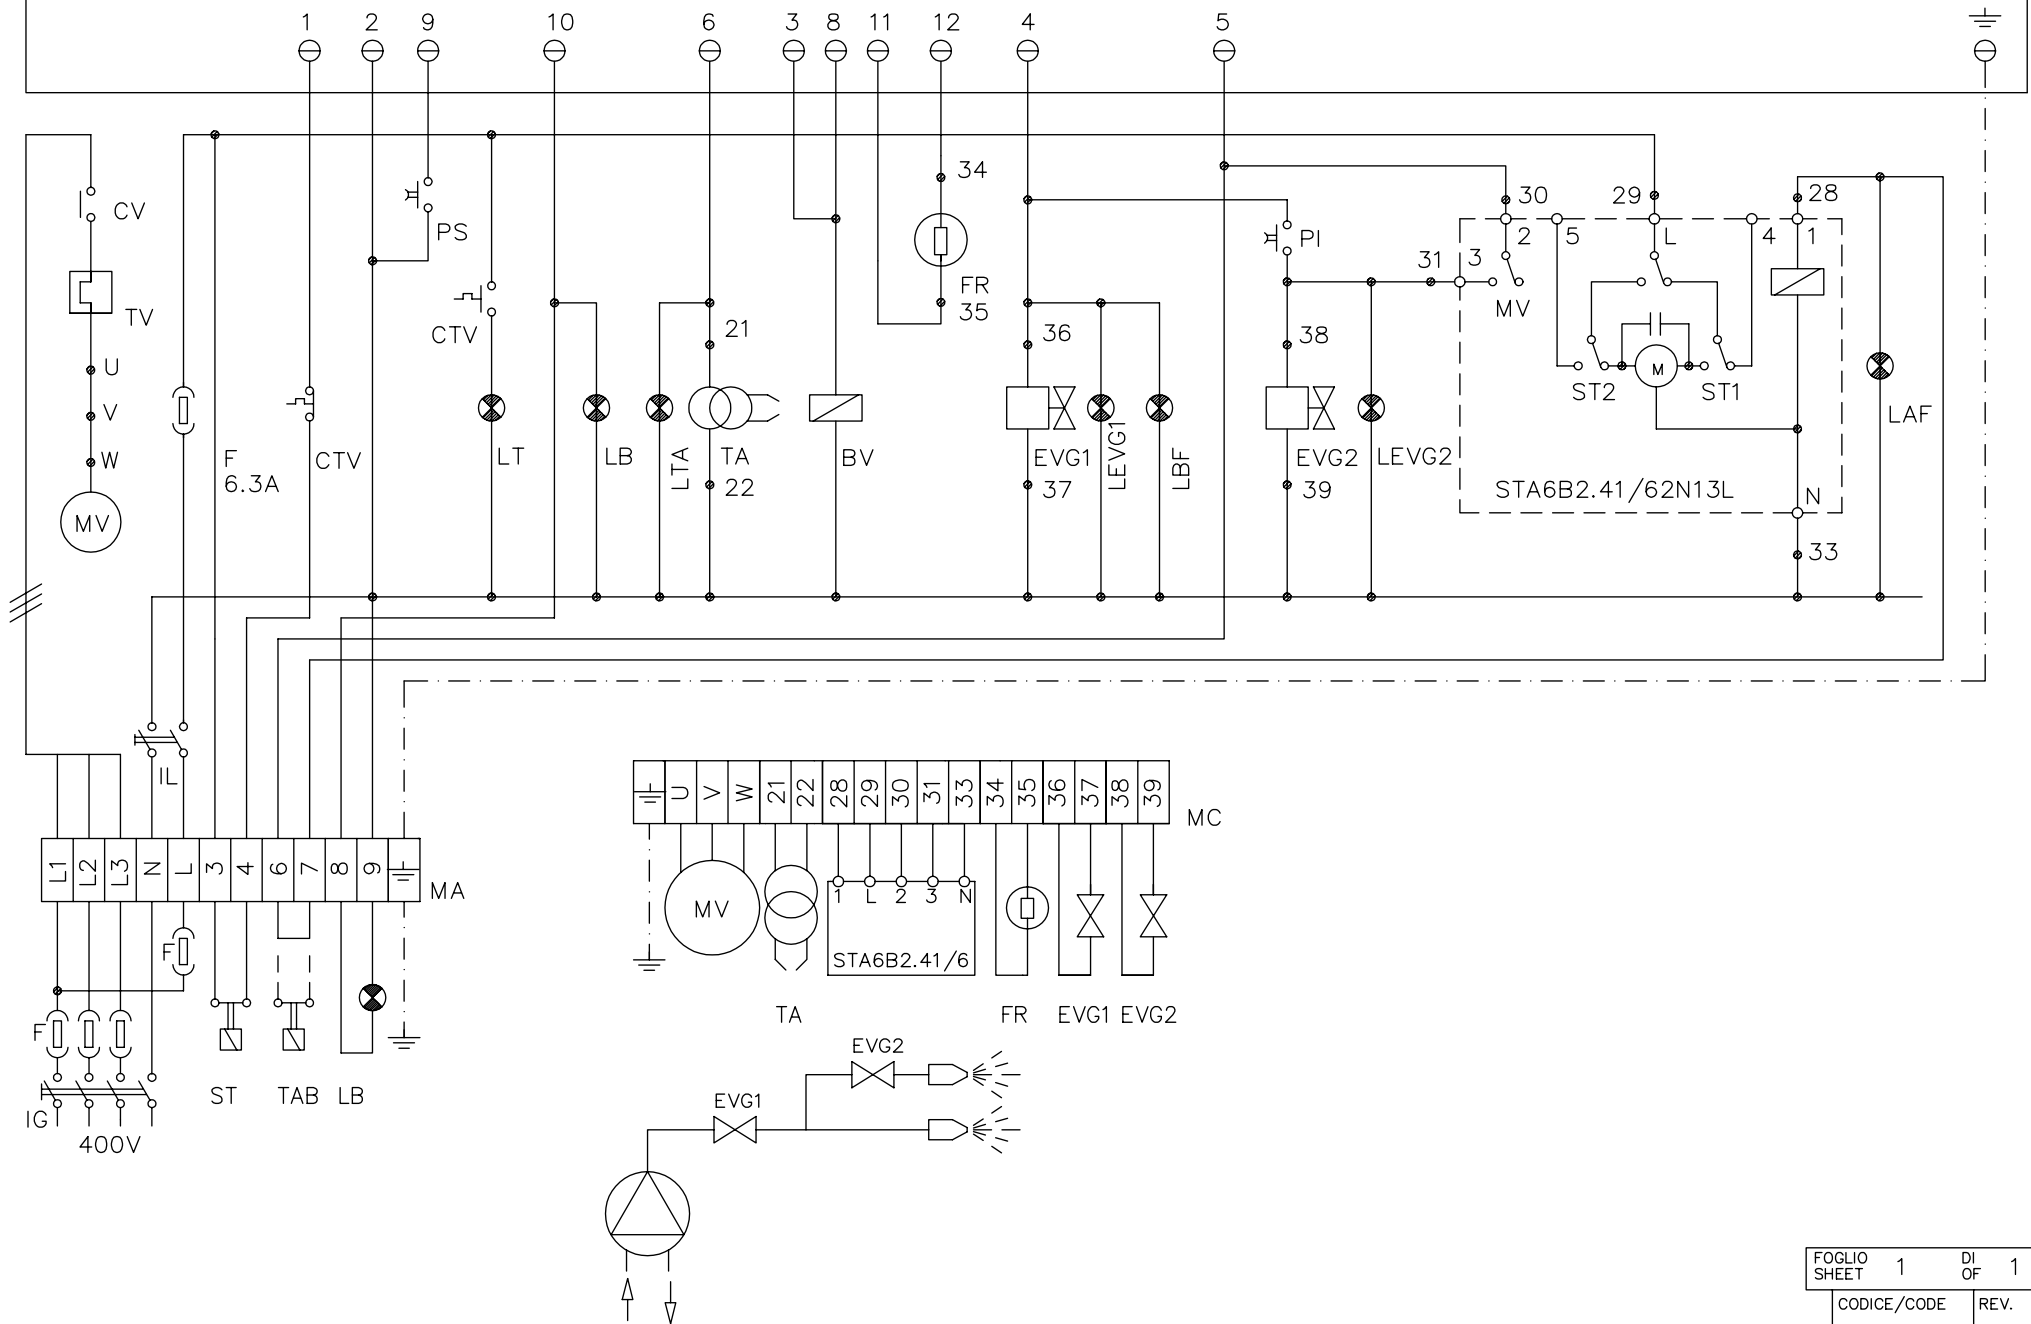 1 2 9 10 6 3 8 11 12 4 5
34
30 29 28
CV
PS
PI
2 5 L 4 1
31 3
FR
35
MV
TV
CTV
21
36
38
U
ST2 M ST1
V
LAF
W
F
6.3A
CTV
LT
LB
LTA
TA
22
BV
EVG1
37
LEVG1
LBF
EVG2
39
LEVG2
STA6B2.41/62N13L
N
MV
33
IL
L1 L2 L3 N L 3 4 6 7 8 9
MA
U V W 21 22 28 29 30 31 33 34 35 36 37 38 39
MC
1 L 2 3 N
MV
F
STA6B2.41/6
TA
FR
EVG1
EVG2
F
ST
TAB
LB
IG
400V
EVG2
EVG1
FOGLIO 1 DI 1
SHEET OF
CODICE/CODE
REV.